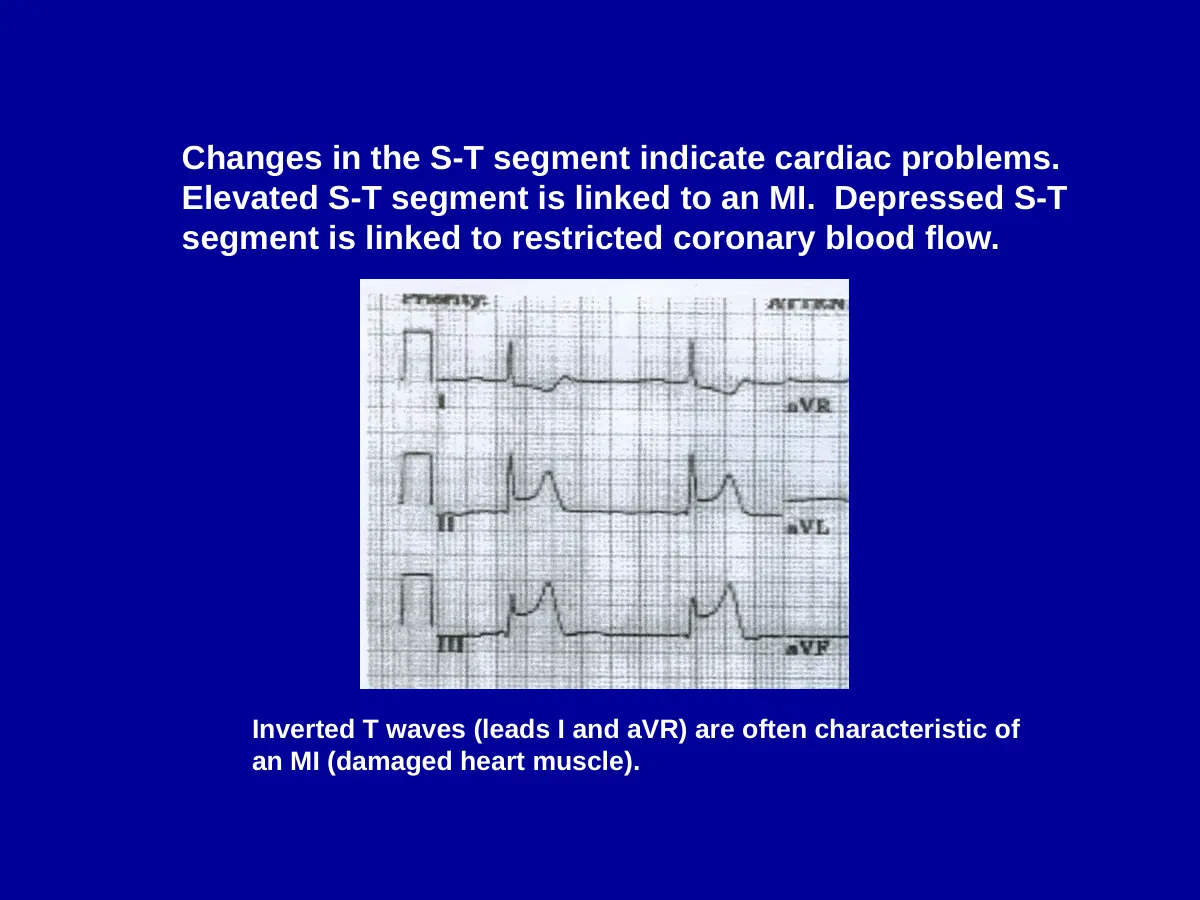 Changes in the S-T segment indicate cardiac problems.
Elevated S-T segment is linked to an MI.  Depressed S-T
segment is linked to restricted coronary blood flow.
Priority:
I
aVR
II
aVL
III
aVF
Inverted T waves (leads I and aVR) are often characteristic of
an MI (damaged heart muscle).